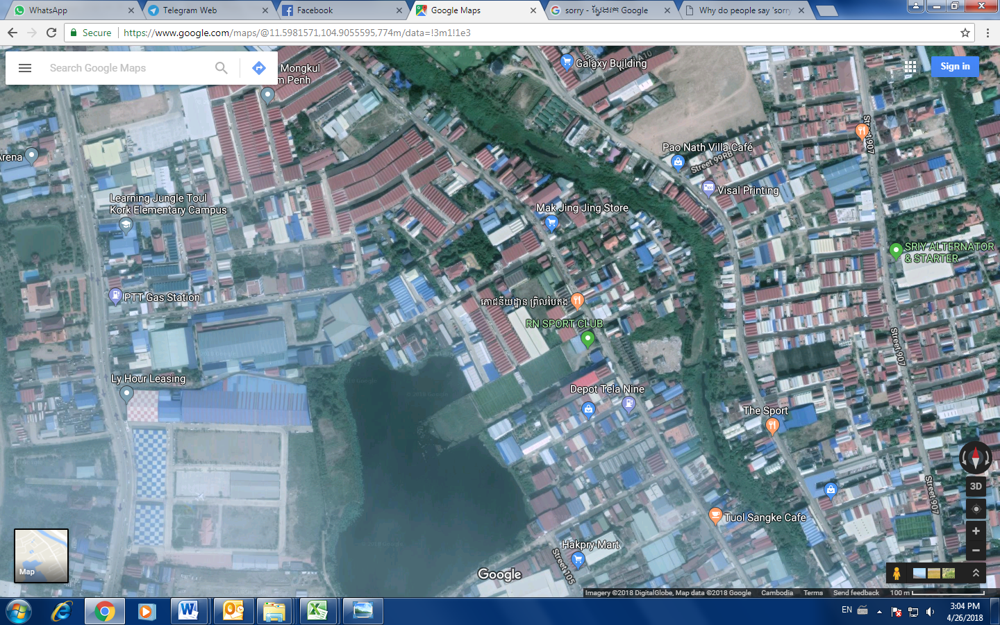 WhatsApp
Telegram Web
Facebook
Google Maps
sorry - ស្វែងរក Google
Why do people say 'sorry
Secure
https://www.google.com/maps/@11.5981571,104.9055595,774m/data=!3m1!1e3
Search Google Maps
Sign in
Mongkul
m Penh
Galaxy Building
A10
Street 907
Arena
Pao Nath Villa Café
Street 99RB
Visal Printing
Learning Jungle Toul
Kork Elementary Campus
Mak Jing Jing Store
SRIY ALTERNATOR
& STARTER
PTT Gas Station
ភោជនីយដ្ឋាន ព្រិលបៃតង
RN SPORT CLUB
Street 907
Ly Hour Leasing
Depot Tela Nine
The Sport
Street 907
3D
Tuol Sangke Cafe
Hakpry-Mart
Street 105
Map
Google
Imagery ©2018 DigitalGlobe, Map data ©2018 Google
Cambodia
Terms
Send feedback
100 m
EN
3:04 PM
4/26/2018